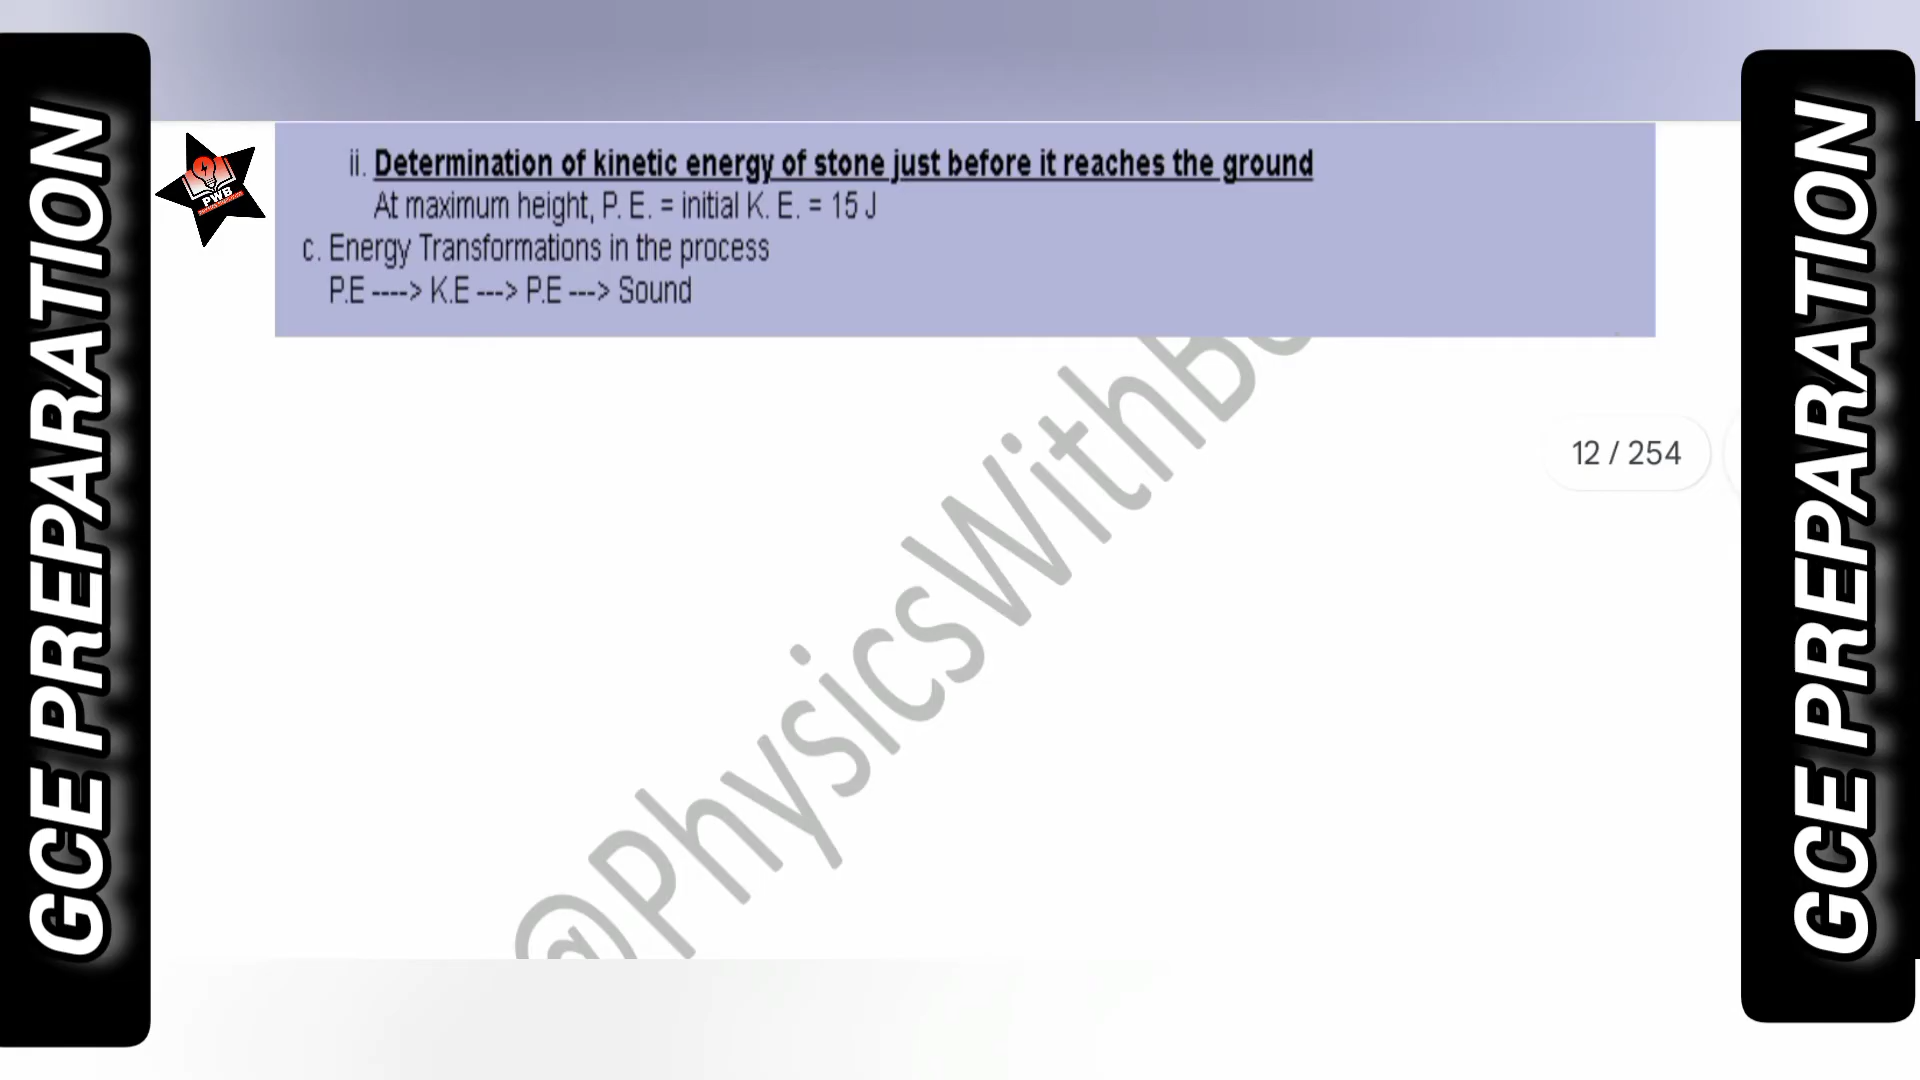 GCE PREPARATION
PWB
ii. Determination of kinetic energy of stone just before it reaches the ground
At maximum height, P. E. = initial K. E. = 15 J
c. Energy Transformations in the process
P.E ----> K.E ---> P.E ---> Sound
12 / 254
GCE PREPARATION